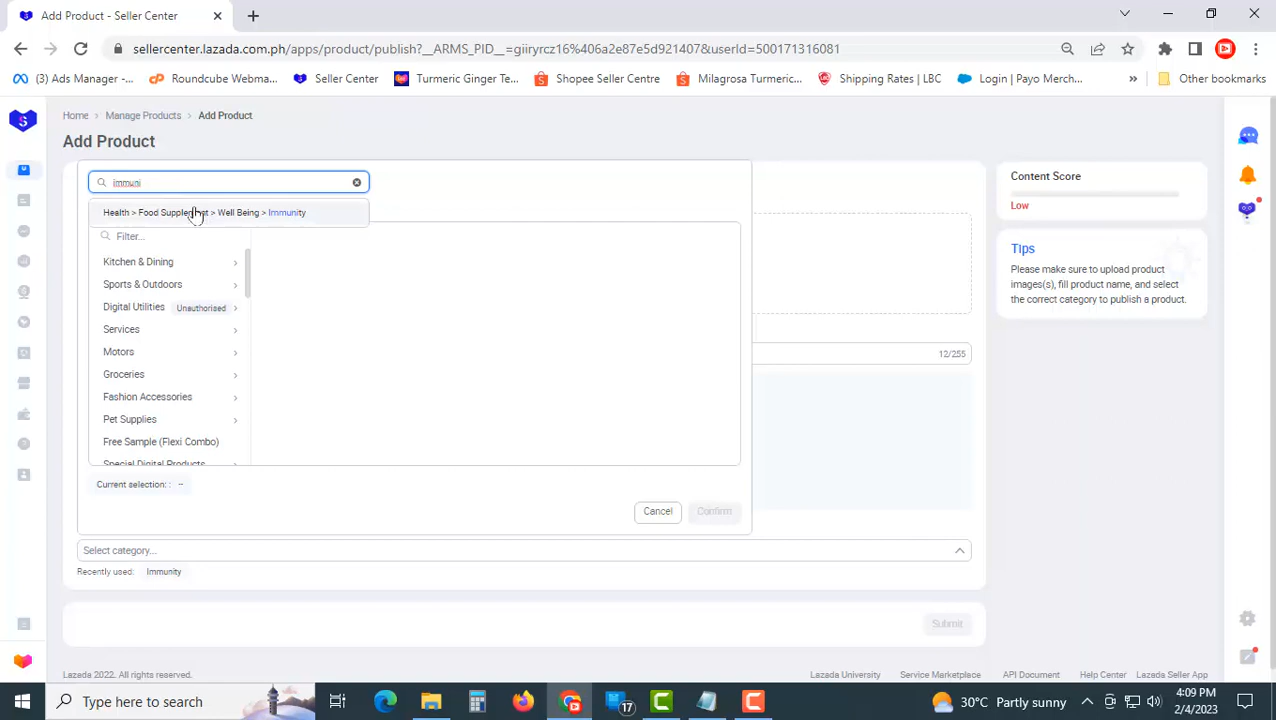 Add Product - Seller Center
sellercenter.lazada.com.ph/apps/product/publish?__ARMS_PID__=giiryrcz16%406a2e87e5d921407&userId=500171316081
(3) Ads Manager -... Roundcube Webma... Seller Center Turmeric Ginger Te... Shopee Seller Centre Milagrosa Turmeric... Shipping Rates | LBC Login | Payo Merch... » Other bookmarks
Home > Manage Products > Add Product
Add Product
immuni
Health > Food Supplement > Well Being > Immunity
Filter...
Kitchen & Dining
Sports & Outdoors
Digital Utilities Unauthorised
Services
Motors
Groceries
Fashion Accessories
Pet Supplies
Free Sample (Flexi Combo)
Special Digital Products
Current selection: : --
Cancel Confirm
12/255
Select category...
Recently used: Immunity
Submit
Content Score
Low
Tips
Please make sure to upload product
images(s), fill product name, and select
the correct category to publish a product.
Lazada 2022. All rights reserved.
Lazada University Service Marketplace API Document Help Center Lazada Seller App
Type here to search
17
30°C Partly sunny
4:09 PM
2/4/2023